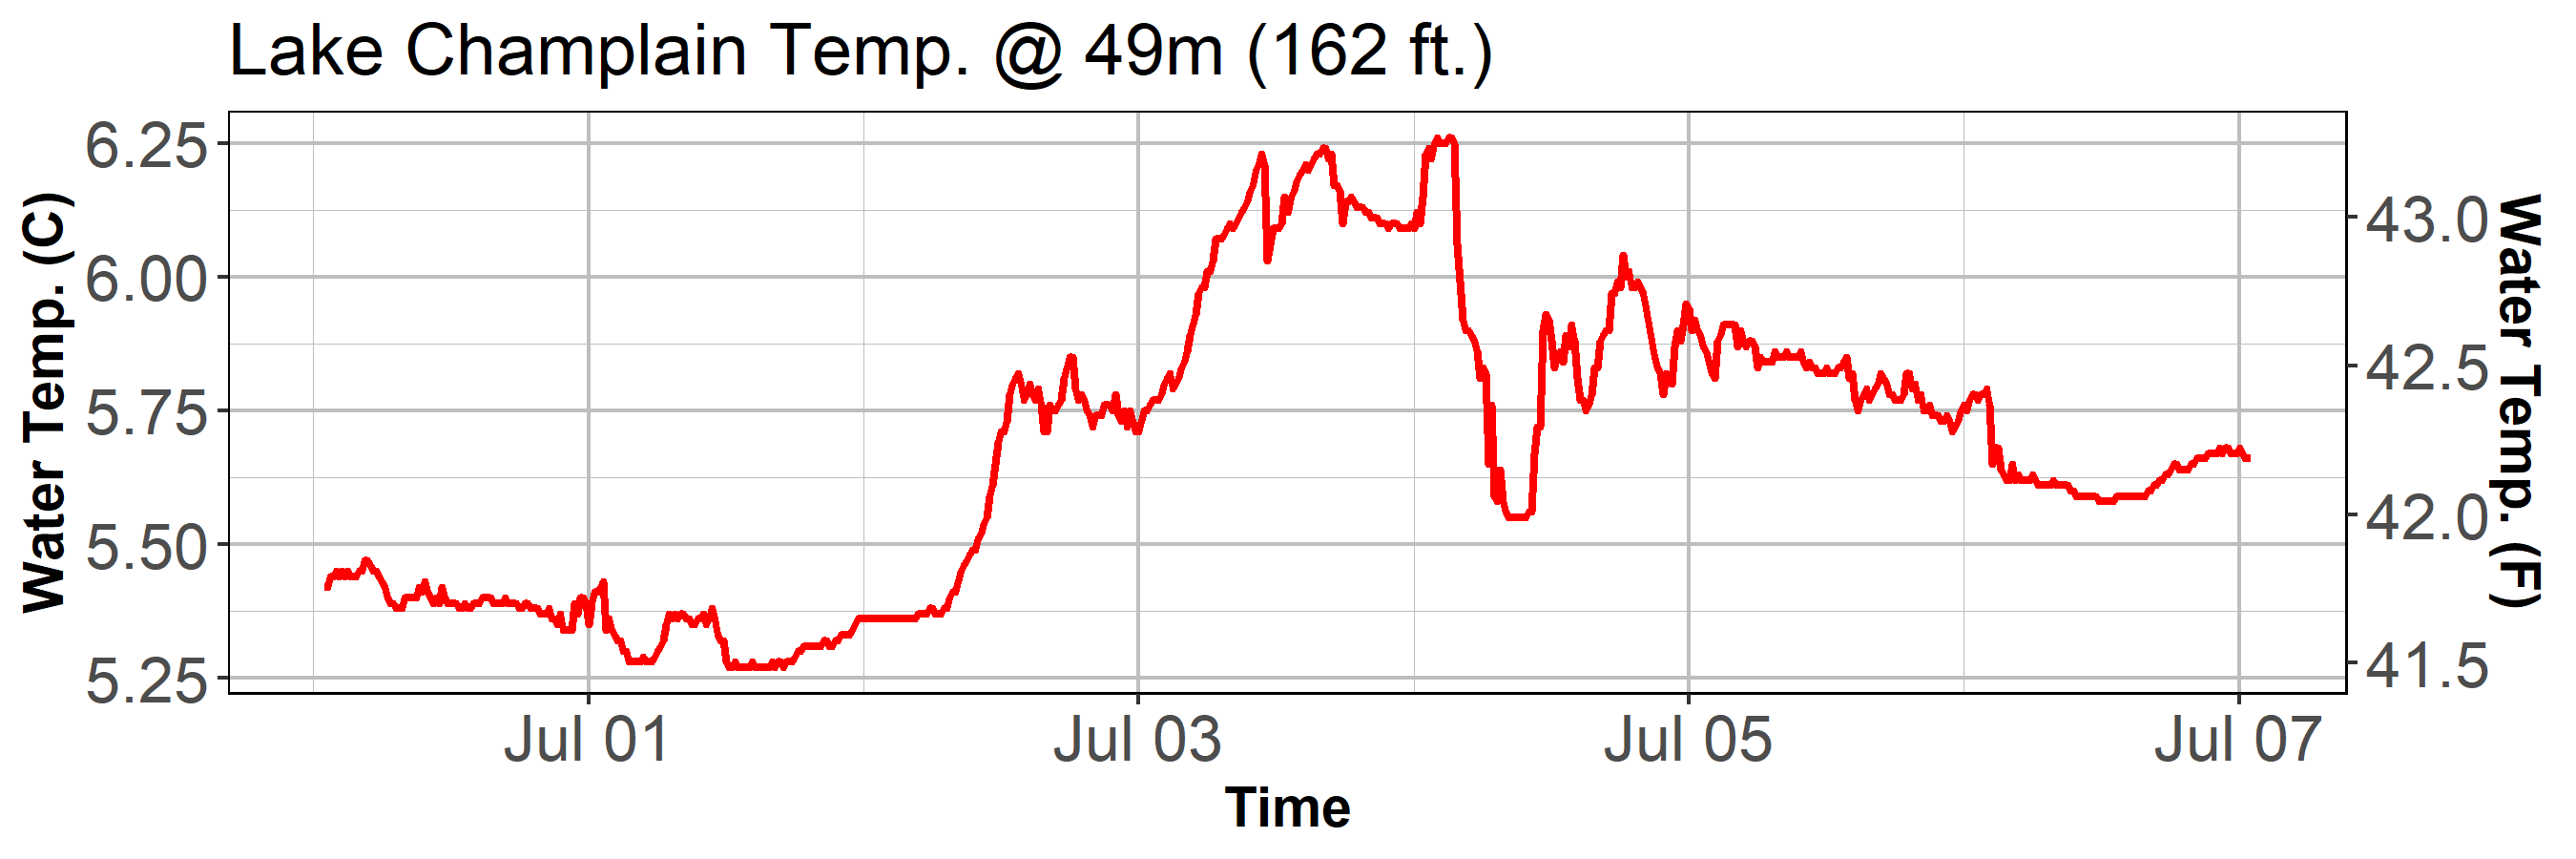 Lake Champlain Temp. @ 49m (162 ft.)
Water Temp. (C)
6.25
6.00
5.75
5.50
5.25
43.0
42.5
42.0
41.5
Water Temp. (F)
Jul 01 Jul 03 Jul 05 Jul 07
Time